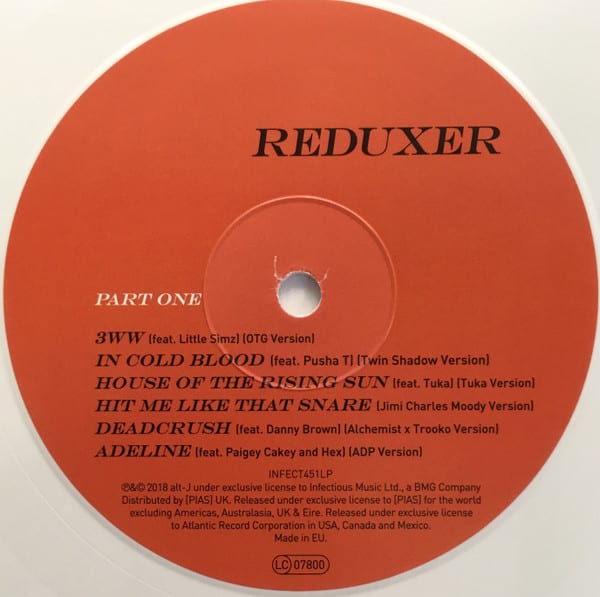 REDUXER
PART ONE
3WW (feat. Little Simz) (OTG Version)
IN COLD BLOOD (feat. Pusha T) (Twin Shadow Version)
HOUSE OF THE RISING SUN (feat. Tuka) (Tuka Version)
HIT ME LIKE THAT SNARE (Jimi Charles Moody Version)
DEADCRUSH (feat. Danny Brown) (Alchemist x Trooko Version)
ADELINE (feat. Paigey Cakey and Hex) (ADP Version)
INFECT451LP
℗&© 2018 alt-J under exclusive license to Infectious Music Ltd., a BMG Company
Distributed by [PIAS] UK. Released under exclusive license to [PIAS] for the world
excluding Americas, Australasia, UK & Eire. Released under exclusive license
to Atlantic Record Corporation in USA, Canada and Mexico.
Made in EU.
LC 07800